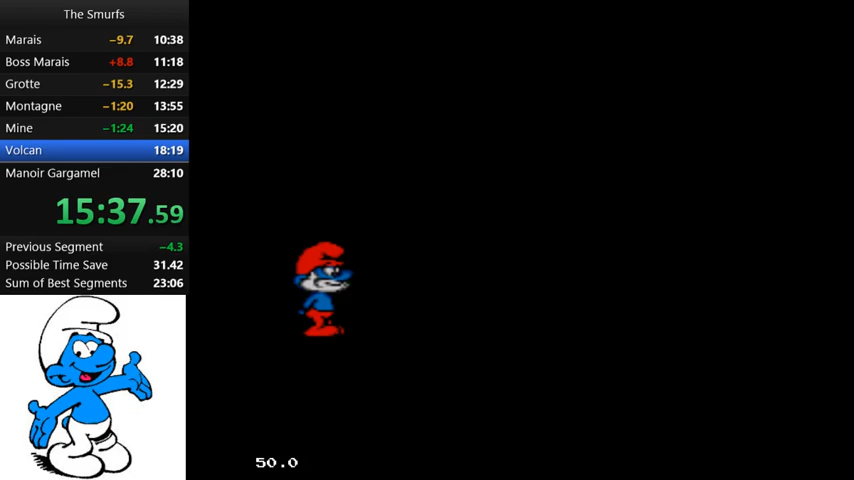 The Smurfs
Marais −9.7 10:38
Boss Marais +8.8 11:18
Grotte −15.3 12:29
Montagne −1:20 13:55
Mine −1:24 15:20
Volcan 18:19
Manoir Gargamel 28:10
15:37.59
Previous Segment −4.3
Possible Time Save 31.42
Sum of Best Segments 23:06
50.0